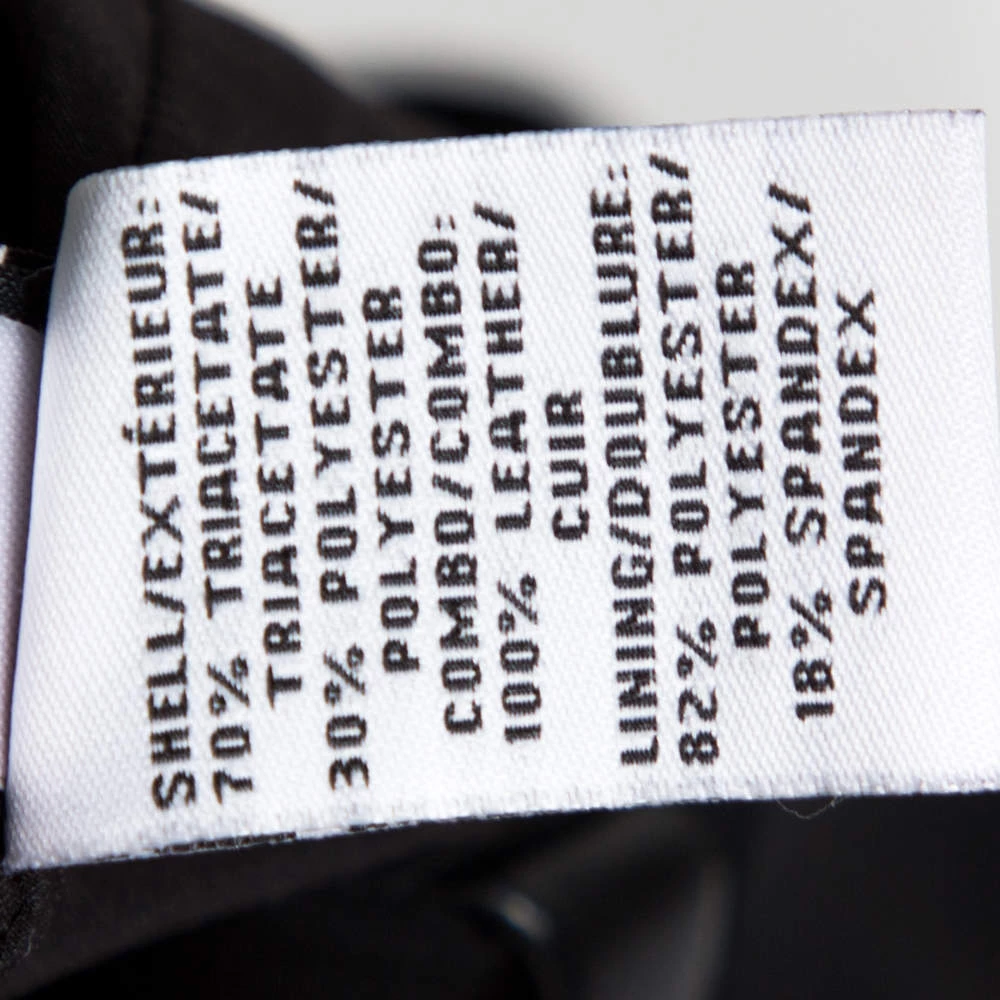 SHELL/EXTÉRIEUR:
70% TRIACETATE/
TRIACETATE
30% POLYESTER/
POLYESTER
COMBO/COMBO:
100% LEATHER/
CUIR
LINING/DOUBLURE:
82% POLYESTER/
POLYESTER
18% SPANDEX/
SPANDEX